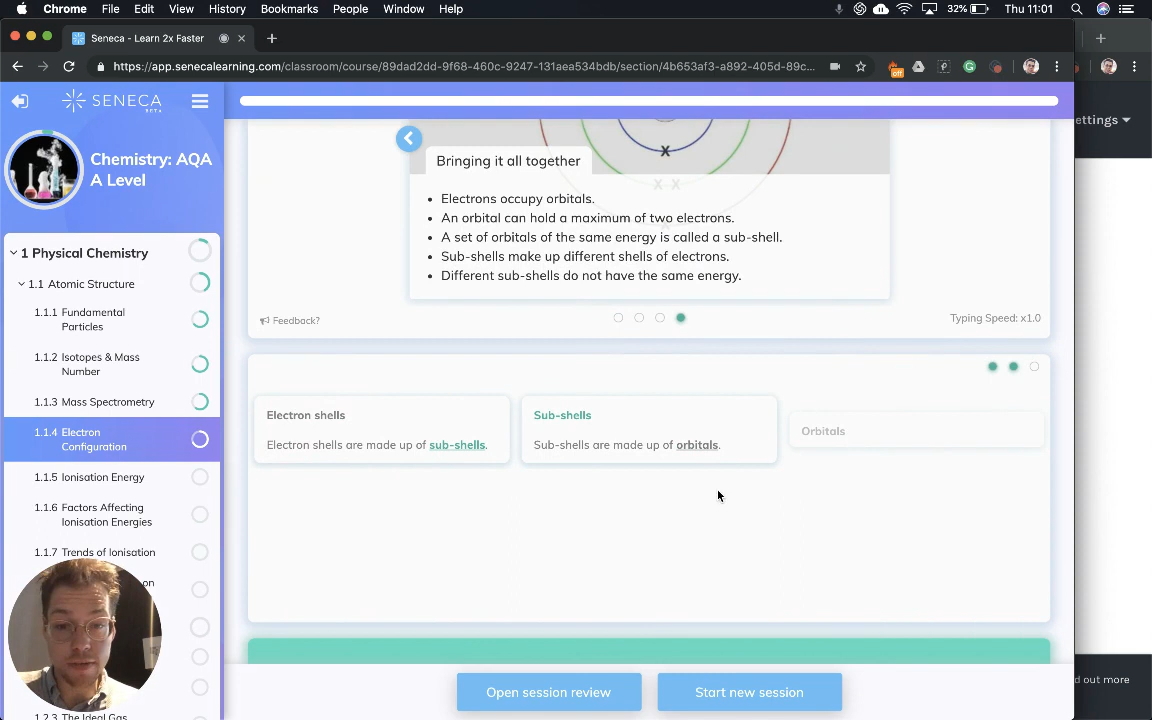 Chrome File Edit View History Bookmarks People Window Help 32% Thu 11:01
Seneca - Learn 2x Faster
https://app.senecalearning.com/classroom/course/89dad2dd-9f68-460c-9247-131aea534bdb/section/4b653af3-a892-405d-89c...
off
ettings
SENECA
BETA
Chemistry: AQA
A Level
1 Physical Chemistry
1.1 Atomic Structure
1.1.1 Fundamental
Particles
1.1.2 Isotopes & Mass
Number
1.1.3 Mass Spectrometry
1.1.4 Electron
Configuration
1.1.5 Ionisation Energy
1.1.6 Factors Affecting
Ionisation Energies
1.1.7 Trends of Ionisation
on
1.2.3 The Ideal Gas
Bringing it all together
• Electrons occupy orbitals.
• An orbital can hold a maximum of two electrons.
• A set of orbitals of the same energy is called a sub-shell.
• Sub-shells make up different shells of electrons.
• Different sub-shells do not have the same energy.
Feedback?
Typing Speed: x1.0
Electron shells
Electron shells are made up of sub-shells.
Sub-shells
Sub-shells are made up of orbitals.
Orbitals
Open session review
Start new session
d out more